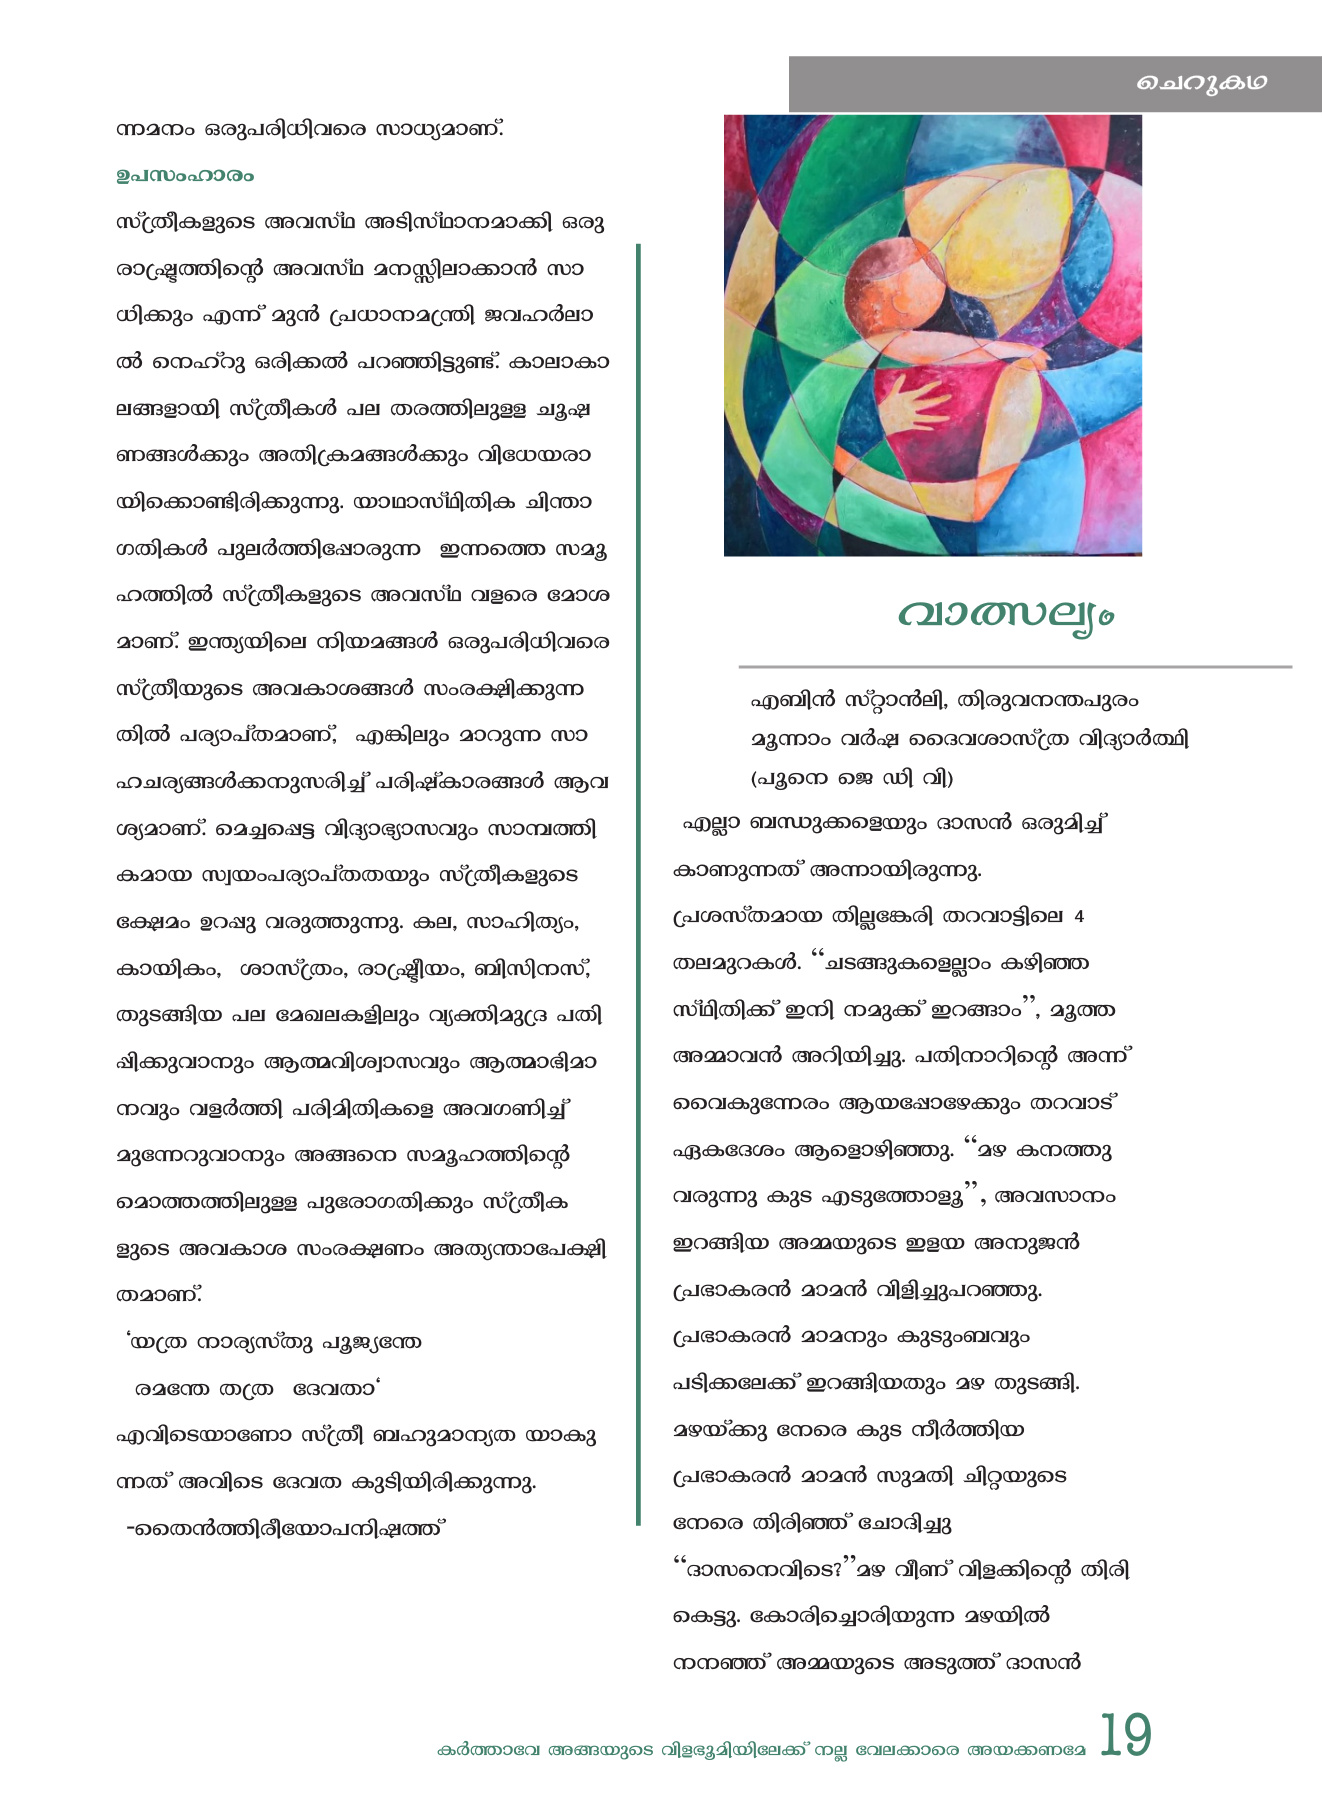 ചെറുകഥ
ന്നമനം ഒരുപരിധിവരെ സാധ്യമാണ്.
ഉപസംഹാരം
സ്ത്രീകളുടെ അവസ്ഥ അടിസ്ഥാനമാക്കി ഒരു
രാഷ്ട്രത്തിന്റെ അവസ്ഥ മനസ്സിലാക്കാൻ സാ
ധിക്കും എന്ന് മുൻ പ്രധാനമന്ത്രി ജവഹർലാ
ൽ നെഹ്റു ഒരിക്കൽ പറഞ്ഞിട്ടുണ്ട്. കാലാകാ
ലങ്ങളായി സ്ത്രീകൾ പല തരത്തിലുള്ള ചൂഷ
ണങ്ങൾക്കും അതിക്രമങ്ങൾക്കും വിധേയരാ
യിക്കൊണ്ടിരിക്കുന്നു. യാഥാസ്ഥിതിക ചിന്താ
ഗതികൾ പുലർത്തിപ്പോരുന്ന ഇന്നത്തെ സമൂ
ഹത്തിൽ സ്ത്രീകളുടെ അവസ്ഥ വളരെ മോശ
മാണ്. ഇന്ത്യയിലെ നിയമങ്ങൾ ഒരുപരിധിവരെ
സ്ത്രീയുടെ അവകാശങ്ങൾ സംരക്ഷിക്കുന്ന
തിൽ പര്യാപ്തമാണ്, എങ്കിലും മാറുന്ന സാ
ഹചര്യങ്ങൾക്കനുസരിച്ച് പരിഷ്കാരങ്ങൾ ആവ
ശ്യമാണ്. മെച്ചപ്പെട്ട വിദ്യാഭ്യാസവും സാമ്പത്തി
കമായ സ്വയംപര്യാപ്തതയും സ്ത്രീകളുടെ
ക്ഷേമം ഉറപ്പു വരുത്തുന്നു. കല, സാഹിത്യം,
കായികം, ശാസ്ത്രം, രാഷ്ട്രീയം, ബിസിനസ്,
തുടങ്ങിയ പല മേഖലകളിലും വ്യക്തിമുദ്ര പതി
പ്പിക്കുവാനും ആത്മവിശ്വാസവും ആത്മാഭിമാ
നവും വളർത്തി പരിമിതികളെ അവഗണിച്ച്
മുന്നേറുവാനും അങ്ങനെ സമൂഹത്തിന്റെ
മൊത്തത്തിലുള്ള പുരോഗതിക്കും സ്ത്രീക
ളുടെ അവകാശ സംരക്ഷണം അത്യന്താപേക്ഷി
തമാണ്.
‘യത്ര നാര്യസ്തു പൂജ്യന്തേ
രമന്തേ തത്ര ദേവതാ‘
എവിടെയാണോ സ്ത്രീ ബഹുമാന്യത യാകു
ന്നത് അവിടെ ദേവത കുടിയിരിക്കുന്നു.
-തൈൻത്തിരീയോപനിഷത്ത്
വാത്സല്യം
എബിൻ സ്റ്റാൻലി, തിരുവനന്തപുരം
മൂന്നാം വർഷ ദൈവശാസ്ത്ര വിദ്യാർത്ഥി
(പൂനെ ജെ ഡി വി)
എല്ലാ ബന്ധുക്കളെയും ദാസൻ ഒരുമിച്ച്
കാണുന്നത് അന്നായിരുന്നു.
പ്രശസ്തമായ തില്ലങ്കേരി തറവാട്ടിലെ 4
തലമുറകൾ. “ചടങ്ങുകളെല്ലാം കഴിഞ്ഞ
സ്ഥിതിക്ക് ഇനി നമുക്ക് ഇറങ്ങാം”, മൂത്ത
അമ്മാവൻ അറിയിച്ചു. പതിനാറിന്റെ അന്ന്
വൈകുന്നേരം ആയപ്പോഴേക്കും തറവാട്
ഏകദേശം ആളൊഴിഞ്ഞു. “മഴ കനത്തു
വരുന്നു കുട എടുത്തോളൂ”, അവസാനം
ഇറങ്ങിയ അമ്മയുടെ ഇളയ അനുജൻ
പ്രഭാകരൻ മാമൻ വിളിച്ചുപറഞ്ഞു.
പ്രഭാകരൻ മാമനും കുടുംബവും
പടിക്കലേക്ക് ഇറങ്ങിയതും മഴ തുടങ്ങി.
മഴയ്ക്കു നേരെ കുട നീർത്തിയ
പ്രഭാകരൻ മാമൻ സുമതി ചിറ്റയുടെ
നേരെ തിരിഞ്ഞ് ചോദിച്ചു
“ദാസനെവിടെ?”മഴ വീണ് വിളക്കിന്റെ തിരി
കെട്ടു. കോരിച്ചൊരിയുന്ന മഴയിൽ
നനഞ്ഞ് അമ്മയുടെ അടുത്ത് ദാസൻ
കർത്താവേ അങ്ങയുടെ വിളഭൂമിയിലേക്ക് നല്ല വേലക്കാരെ അയക്കണമേ 19